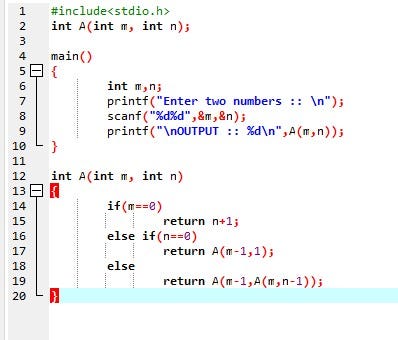 1 #include<stdio.h>
2 int A(int m, int n);
3
4 main()
5 {
6 int m,n;
7 printf("Enter two numbers :: \n");
8 scanf("%d%d",&m,&n);
9 printf("\nOUTPUT :: %d\n",A(m,n));
10 }
11
12 int A(int m, int n)
13 {
14 if(m==0)
15 return n+1;
16 else if(n==0)
17 return A(m-1,1);
18 else
19 return A(m-1,A(m,n-1));
20 }